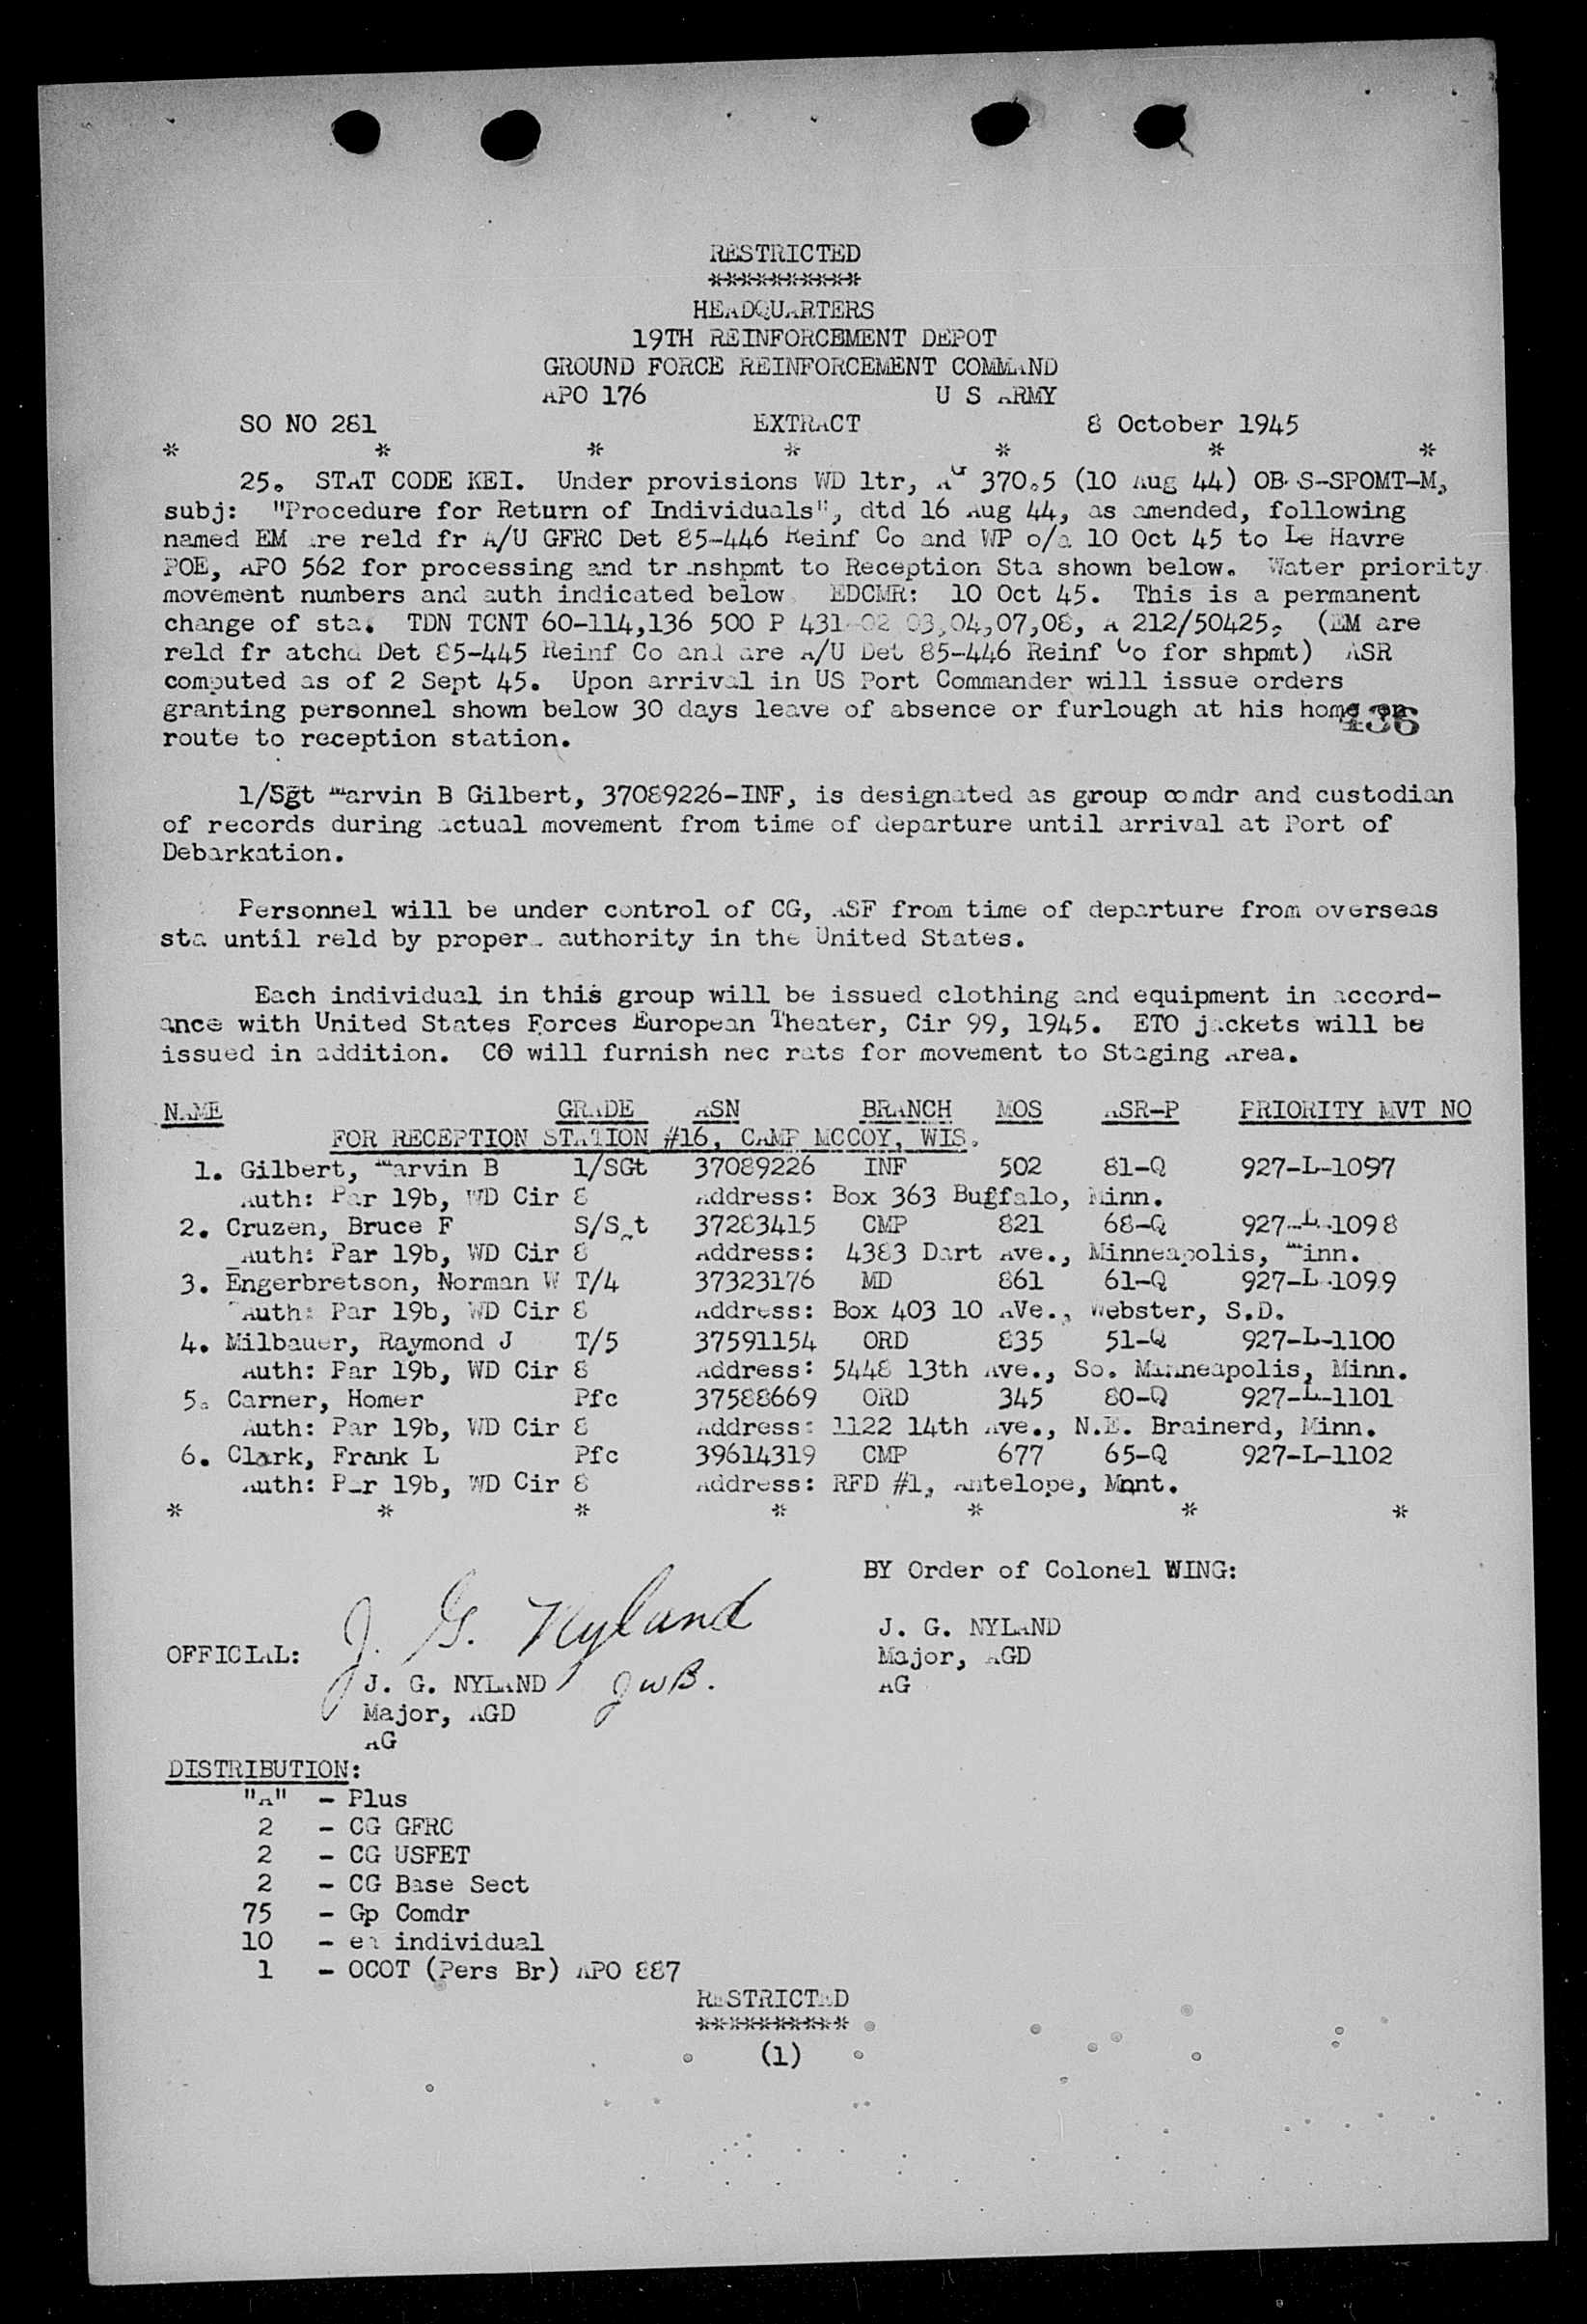 RESTRICTED
**********
HEADQUARTERS
19TH REINFORCEMENT DEPOT
GROUND FORCE REINFORCEMENT COMMAND
APO 176 U S ARMY
SO NO 281 EXTRACT 8 October 1945
* * * * * * *
25. STAT CODE KEI. Under provisions WD ltr, AG 370.5 (10 Aug 44) OB-S-SPOMT-M,
subj: "Procedure for Return of Individuals", dtd 16 Aug 44, as amended, following
named EM are reld fr A/U GFRC Det 85-446 Reinf Co and WP o/a 10 Oct 45 to Le Havre
POE, APO 562 for processing and transhpmt to Reception Sta shown below. Water priority
movement numbers and auth indicated below EDCMR: 10 Oct 45. This is a permanent
change of sta. TDN TCNT 60-114,136 500 P 431-02 03,04,07,08, A 212/50425, (EM are
reld fr atchd Det 85-445 Reinf Co and are A/U Det 85-446 Reinf Co for shpmt) ASR
computed as of 2 Sept 45. Upon arrival in US Port Commander will issue orders
granting personnel shown below 30 days leave of absence or furlough at his home en
436
route to reception station.
1/Sgt Marvin B Gilbert, 37089226-INF, is designated as group comdr and custodian
of records during actual movement from time of departure until arrival at Port of
Debarkation.
Personnel will be under control of CG, ASF from time of departure from overseas
sta until reld by proper authority in the United States.
Each individual in this group will be issued clothing and equipment in accord-
ance with United States Forces European Theater, Cir 99, 1945. ETO jackets will be
issued in addition. CO will furnish nec rats for movement to Staging Area.
NAME GRADE ASN BRANCH MOS ASR-P PRIORITY MVT NO
FOR RECEPTION STATION #16, CAMP MCCOY, WIS.
1. Gilbert, Marvin B 1/SGt 37089226 INF 502 81-Q 927-L-1097
Auth: Par 19b, WD Cir 8 Address: Box 363 Buffalo, Minn.
2. Cruzen, Bruce F S/Sgt 37283415 CMP 821 68-Q 927-L-1098
Auth: Par 19b, WD Cir 8 Address: 4383 Dart Ave., Minneapolis, Minn.
3. Engerbretson, Norman W T/4 37323176 MD 861 61-Q 927-L-1099
Auth: Par 19b, WD Cir 8 Address: Box 403 10 AVe., Webster, S.D.
4. Milbauer, Raymond J T/5 37591154 ORD 835 51-Q 927-L-1100
Auth: Par 19b, WD Cir 8 Address: 5448 13th Ave., So. Minneapolis, Minn.
5. Carner, Homer Pfc 37588669 ORD 345 80-Q 927-L-1101
Auth: Par 19b, WD Cir 8 Address: 1122 14th Ave., N.E. Brainerd, Minn.
6. Clark, Frank L Pfc 39614319 CMP 677 65-Q 927-L-1102
Auth: Par 19b, WD Cir 8 Address: RFD #1, Antelope, Mont.
* * * * * * *
BY Order of Colonel WING:
J. G. Nyland
J. G. NYLAND
OFFICIAL:
Major, AGD
J. G. NYLAND JWB.
AG
Major, AGD
AG
DISTRIBUTION:
"A" - Plus
2 - CG GFRC
2 - CG USFET
2 - CG Base Sect
75 - Gp Comdr
10 - ea individual
1 - OCOT (Pers Br) APO 887
RESTRICTED
**********
(1)